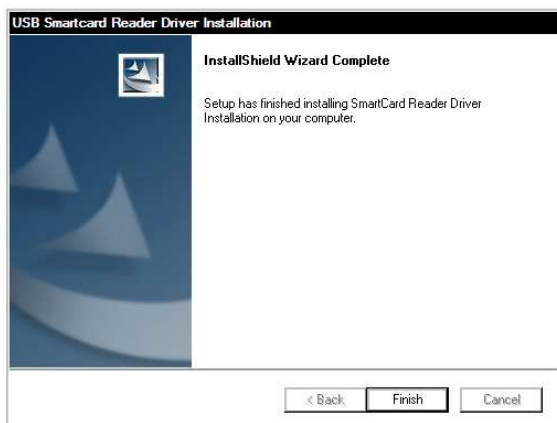 USB Smartcard Reader Driver Installation
InstallShield Wizard Complete
Setup has finished installing SmartCard Reader Driver
Installation on your computer.
< Back
Finish
Cancel